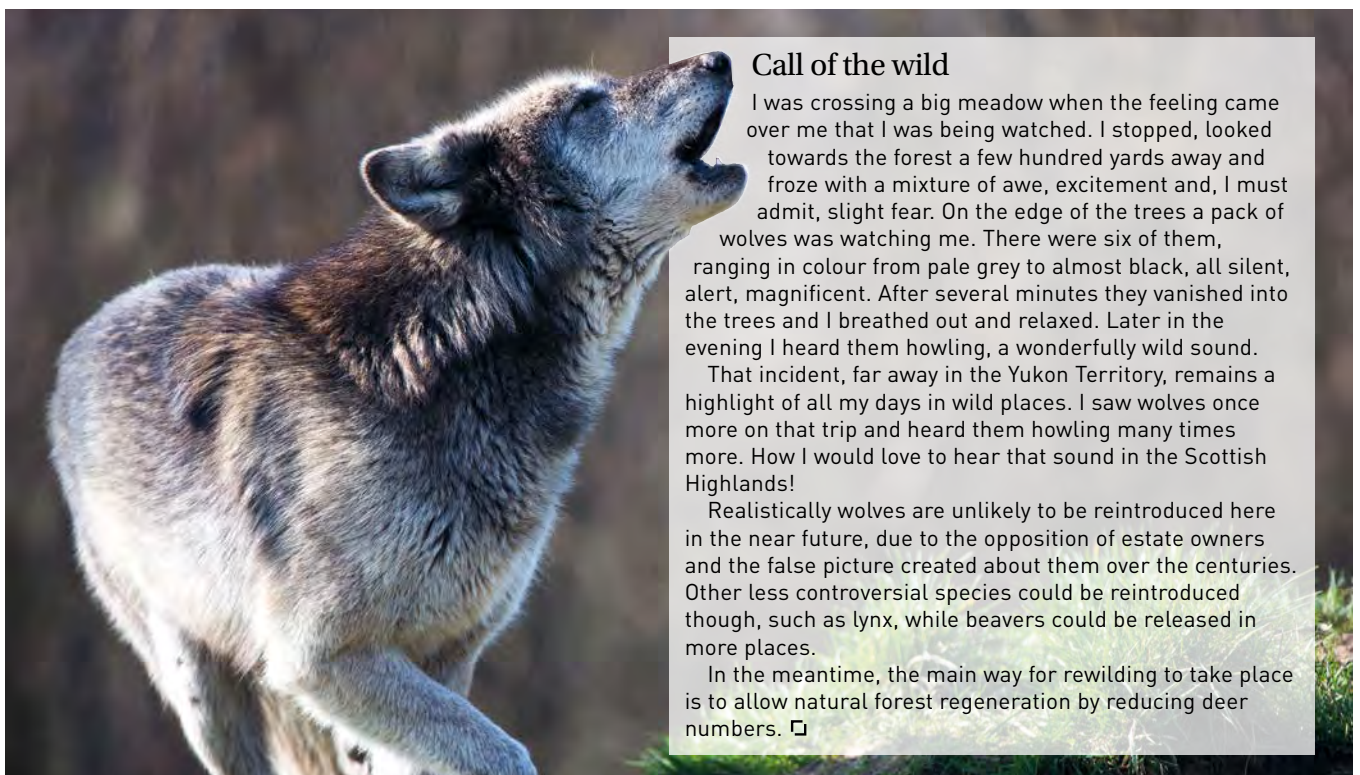 Call of the wild
I was crossing a big meadow when the feeling came
over me that I was being watched. I stopped, looked
towards the forest a few hundred yards away and
froze with a mixture of awe, excitement and, I must
admit, slight fear. On the edge of the trees a pack of
wolves was watching me. There were six of them,
ranging in colour from pale grey to almost black, all silent,
alert, magnificent. After several minutes they vanished into
the trees and I breathed out and relaxed. Later in the
evening I heard them howling, a wonderfully wild sound.
That incident, far away in the Yukon Territory, remains a
highlight of all my days in wild places. I saw wolves once
more on that trip and heard them howling many times
more. How I would love to hear that sound in the Scottish
Highlands!
Realistically wolves are unlikely to be reintroduced here
in the near future, due to the opposition of estate owners
and the false picture created about them over the centuries.
Other less controversial species could be reintroduced
though, such as lynx, while beavers could be released in
more places.
In the meantime, the main way for rewilding to take place
is to allow natural forest regeneration by reducing deer
numbers.